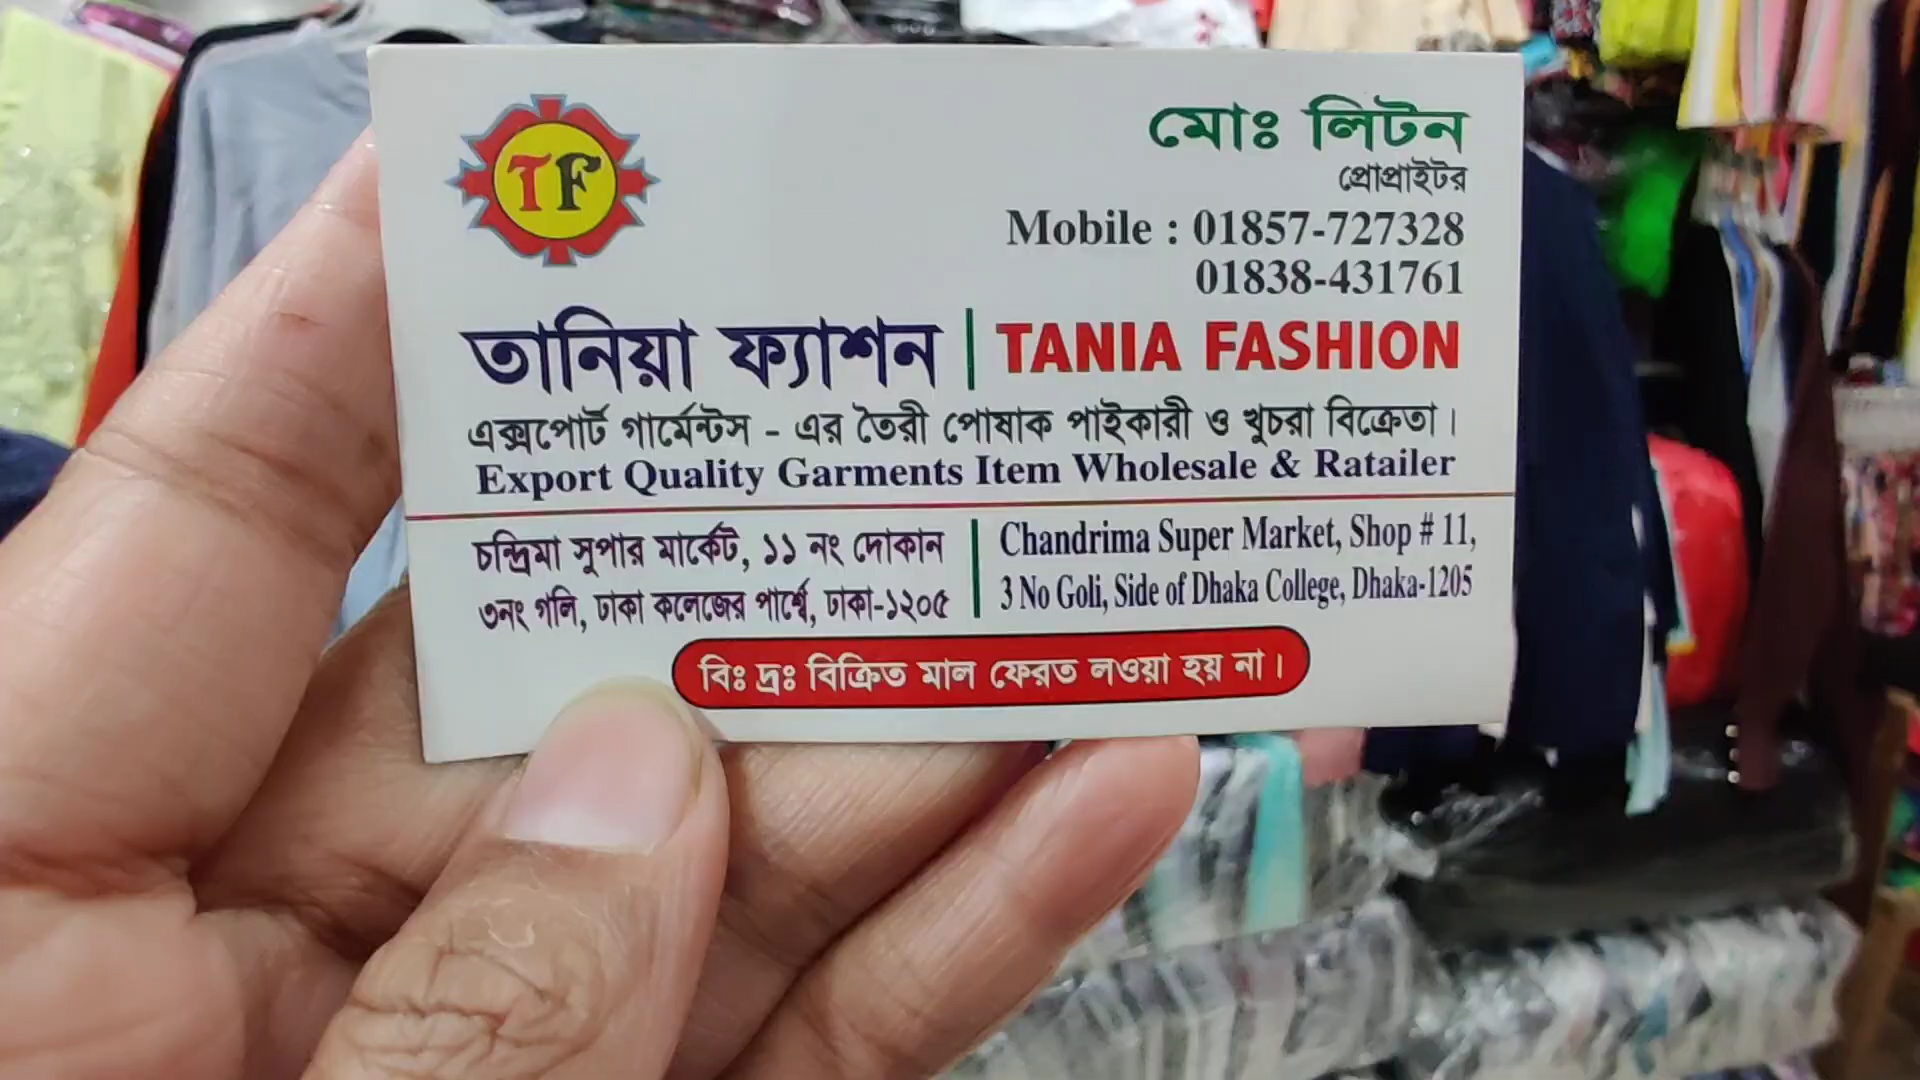 TF
মোঃ লিটন
প্রোপ্রাইটর
Mobile : 01857-727328
01838-431761
তানিয়া ফ্যাশন | TANIA FASHION
এক্সপোর্ট গার্মেন্টস - এর তৈরী পোষাক পাইকারী ও খুচরা বিক্রেতা।
Export Quality Garments Item Wholesale & Ratailer
চন্দ্রিমা সুপার মার্কেট, ১১ নং দোকান
৩নং গলি, ঢাকা কলেজের পার্শ্বে, ঢাকা-১২০৫
Chandrima Super Market, Shop # 11,
3 No Goli, Side of Dhaka College, Dhaka-1205
বিঃ দ্রঃ বিক্রিত মাল ফেরত লওয়া হয় না।